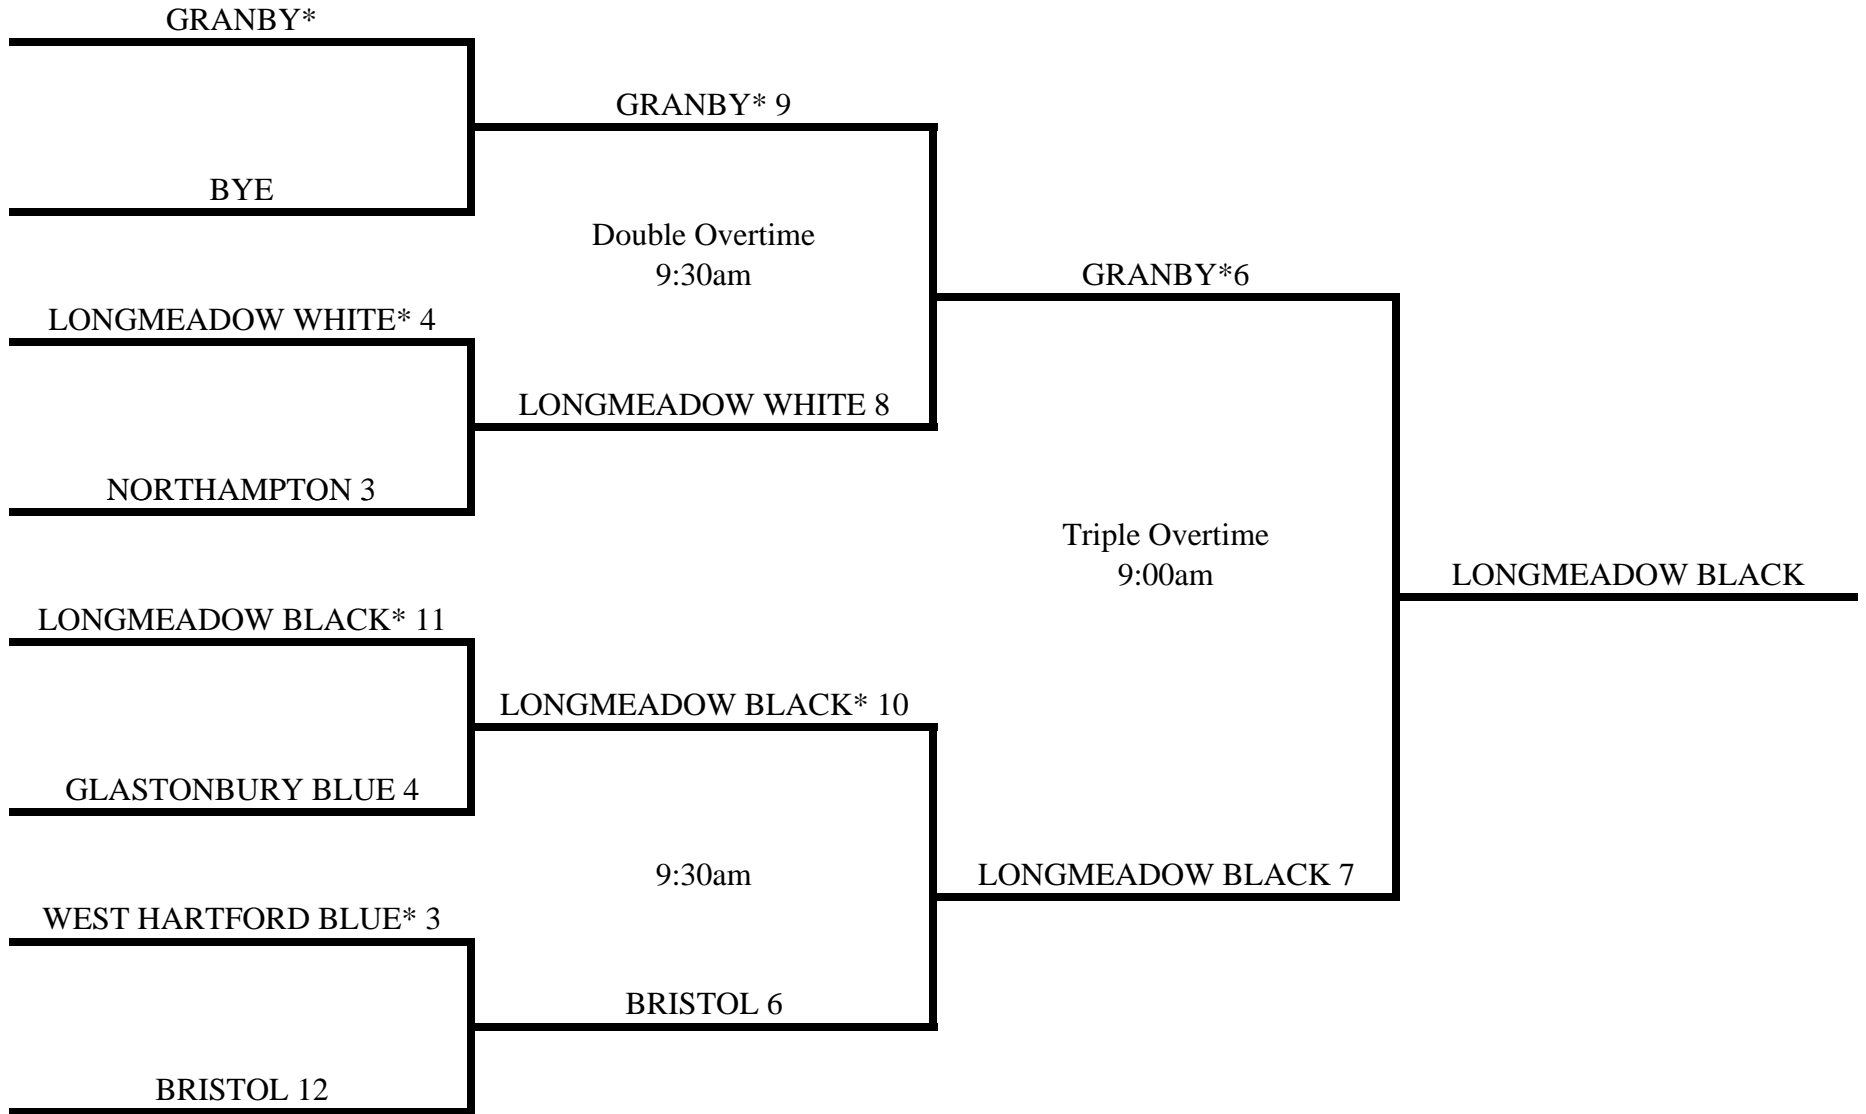 GRANBY*
GRANBY* 9
BYE
Double Overtime
9:30am
GRANBY*6
LONGMEADOW WHITE* 4
LONGMEADOW WHITE 8
NORTHAMPTON 3
Triple Overtime
9:00am
LONGMEADOW BLACK
LONGMEADOW BLACK* 11
LONGMEADOW BLACK* 10
GLASTONBURY BLUE 4
9:30am
LONGMEADOW BLACK 7
WEST HARTFORD BLUE* 3
BRISTOL 6
BRISTOL 12